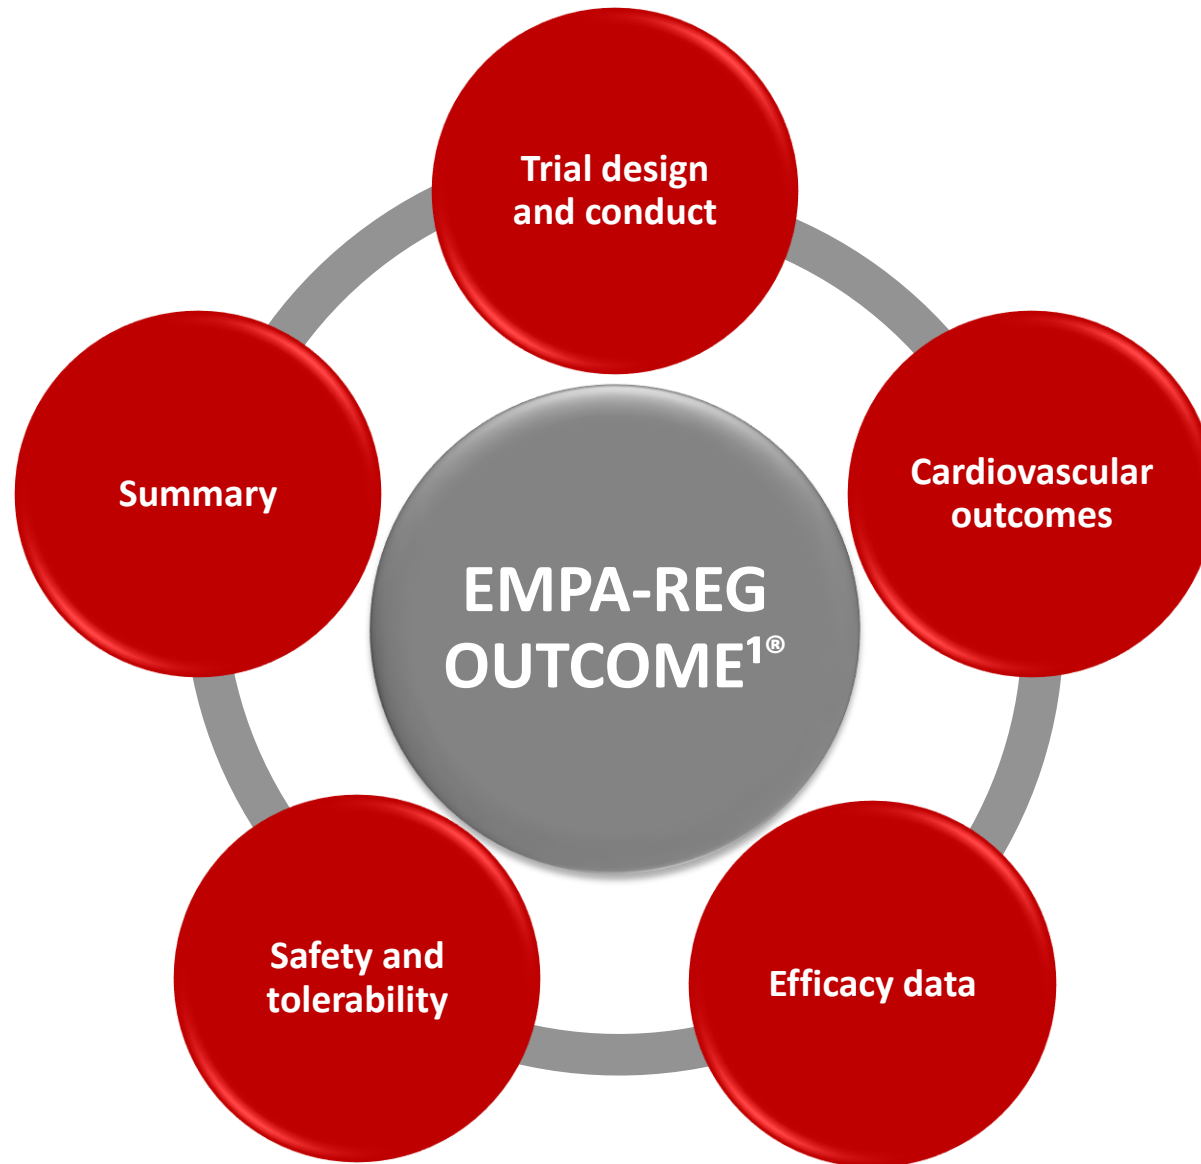 Trial design
and conduct
Cardiovascular
outcomes
Summary
EMPA-REG
OUTCOME¹®
Safety and
tolerability
Efficacy data